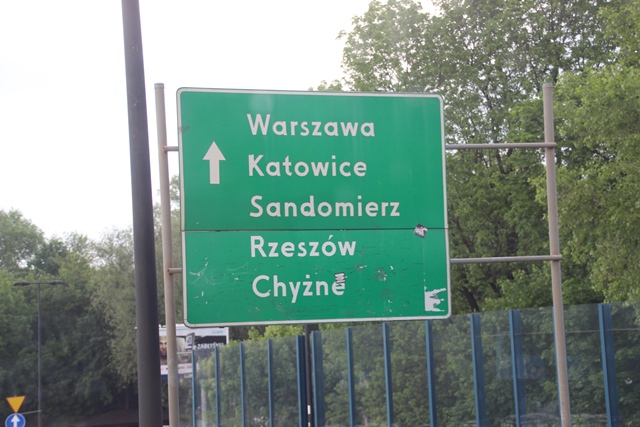 Warszawa
Katowice
Sandomierz
Rzeszów
Chyżne